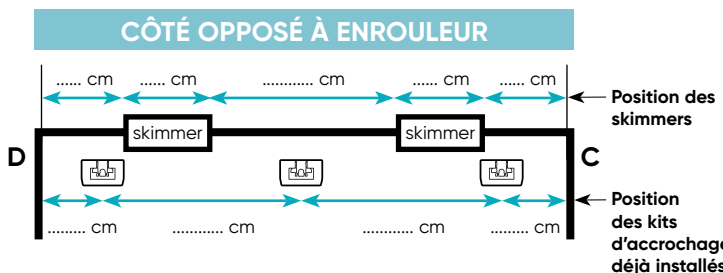 CÔTÉ OPPOSÉ À ENROULEUR
...... cm ...... cm ............ cm ...... cm ...... cm
Position des
skimmers
skimmer skimmer
D C
Position
des kits
d'accrochage
déjà installés
......... cm ............ cm ............ cm ......... cm